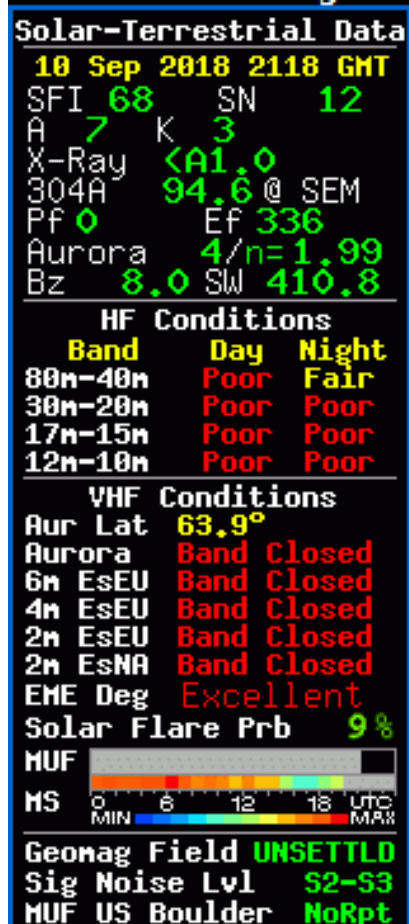 Solar-Terrestrial Data
10 Sep 2018 2118 GMT
SFI 68 SN 12
A 7 K 3
X-Ray <A1.0
304A 94.6 @ SEM
Pf 0 Ef 336
Aurora 4/n=1.99
Bz 8.0 SW 410.8
HF Conditions
Band Day Night
80m-40m Poor Fair
30m-20m Poor Poor
17m-15m Poor Poor
12m-10m Poor Poor
VHF Conditions
Aur Lat 63.9°
Aurora Band Closed
6m EsEU Band Closed
4m EsEU Band Closed
2m EsEU Band Closed
2m EsNA Band Closed
EME Deg Excellent
Solar Flare Prb 9%
MUF
MS 0 6 12 18 UTC
MIN MAX
Geomag Field UNSETTLD
Sig Noise Lvl S2-S3
MUF US Boulder NoRpt